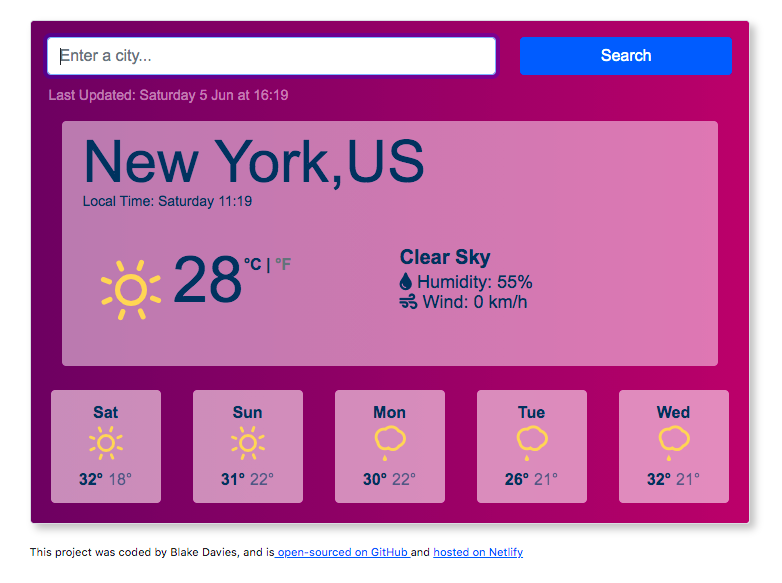 Enter a city...
Search
Last Updated: Saturday 5 Jun at 16:19
New York,US
Local Time: Saturday 11:19
28 °C | °F
Clear Sky
Humidity: 55%
Wind: 0 km/h
Sat
Sun
Mon
Tue
Wed
32° 18°
31° 22°
30° 22°
26° 21°
32° 21°
This project was coded by Blake Davies, and is open-sourced on GitHub and hosted on Netlify